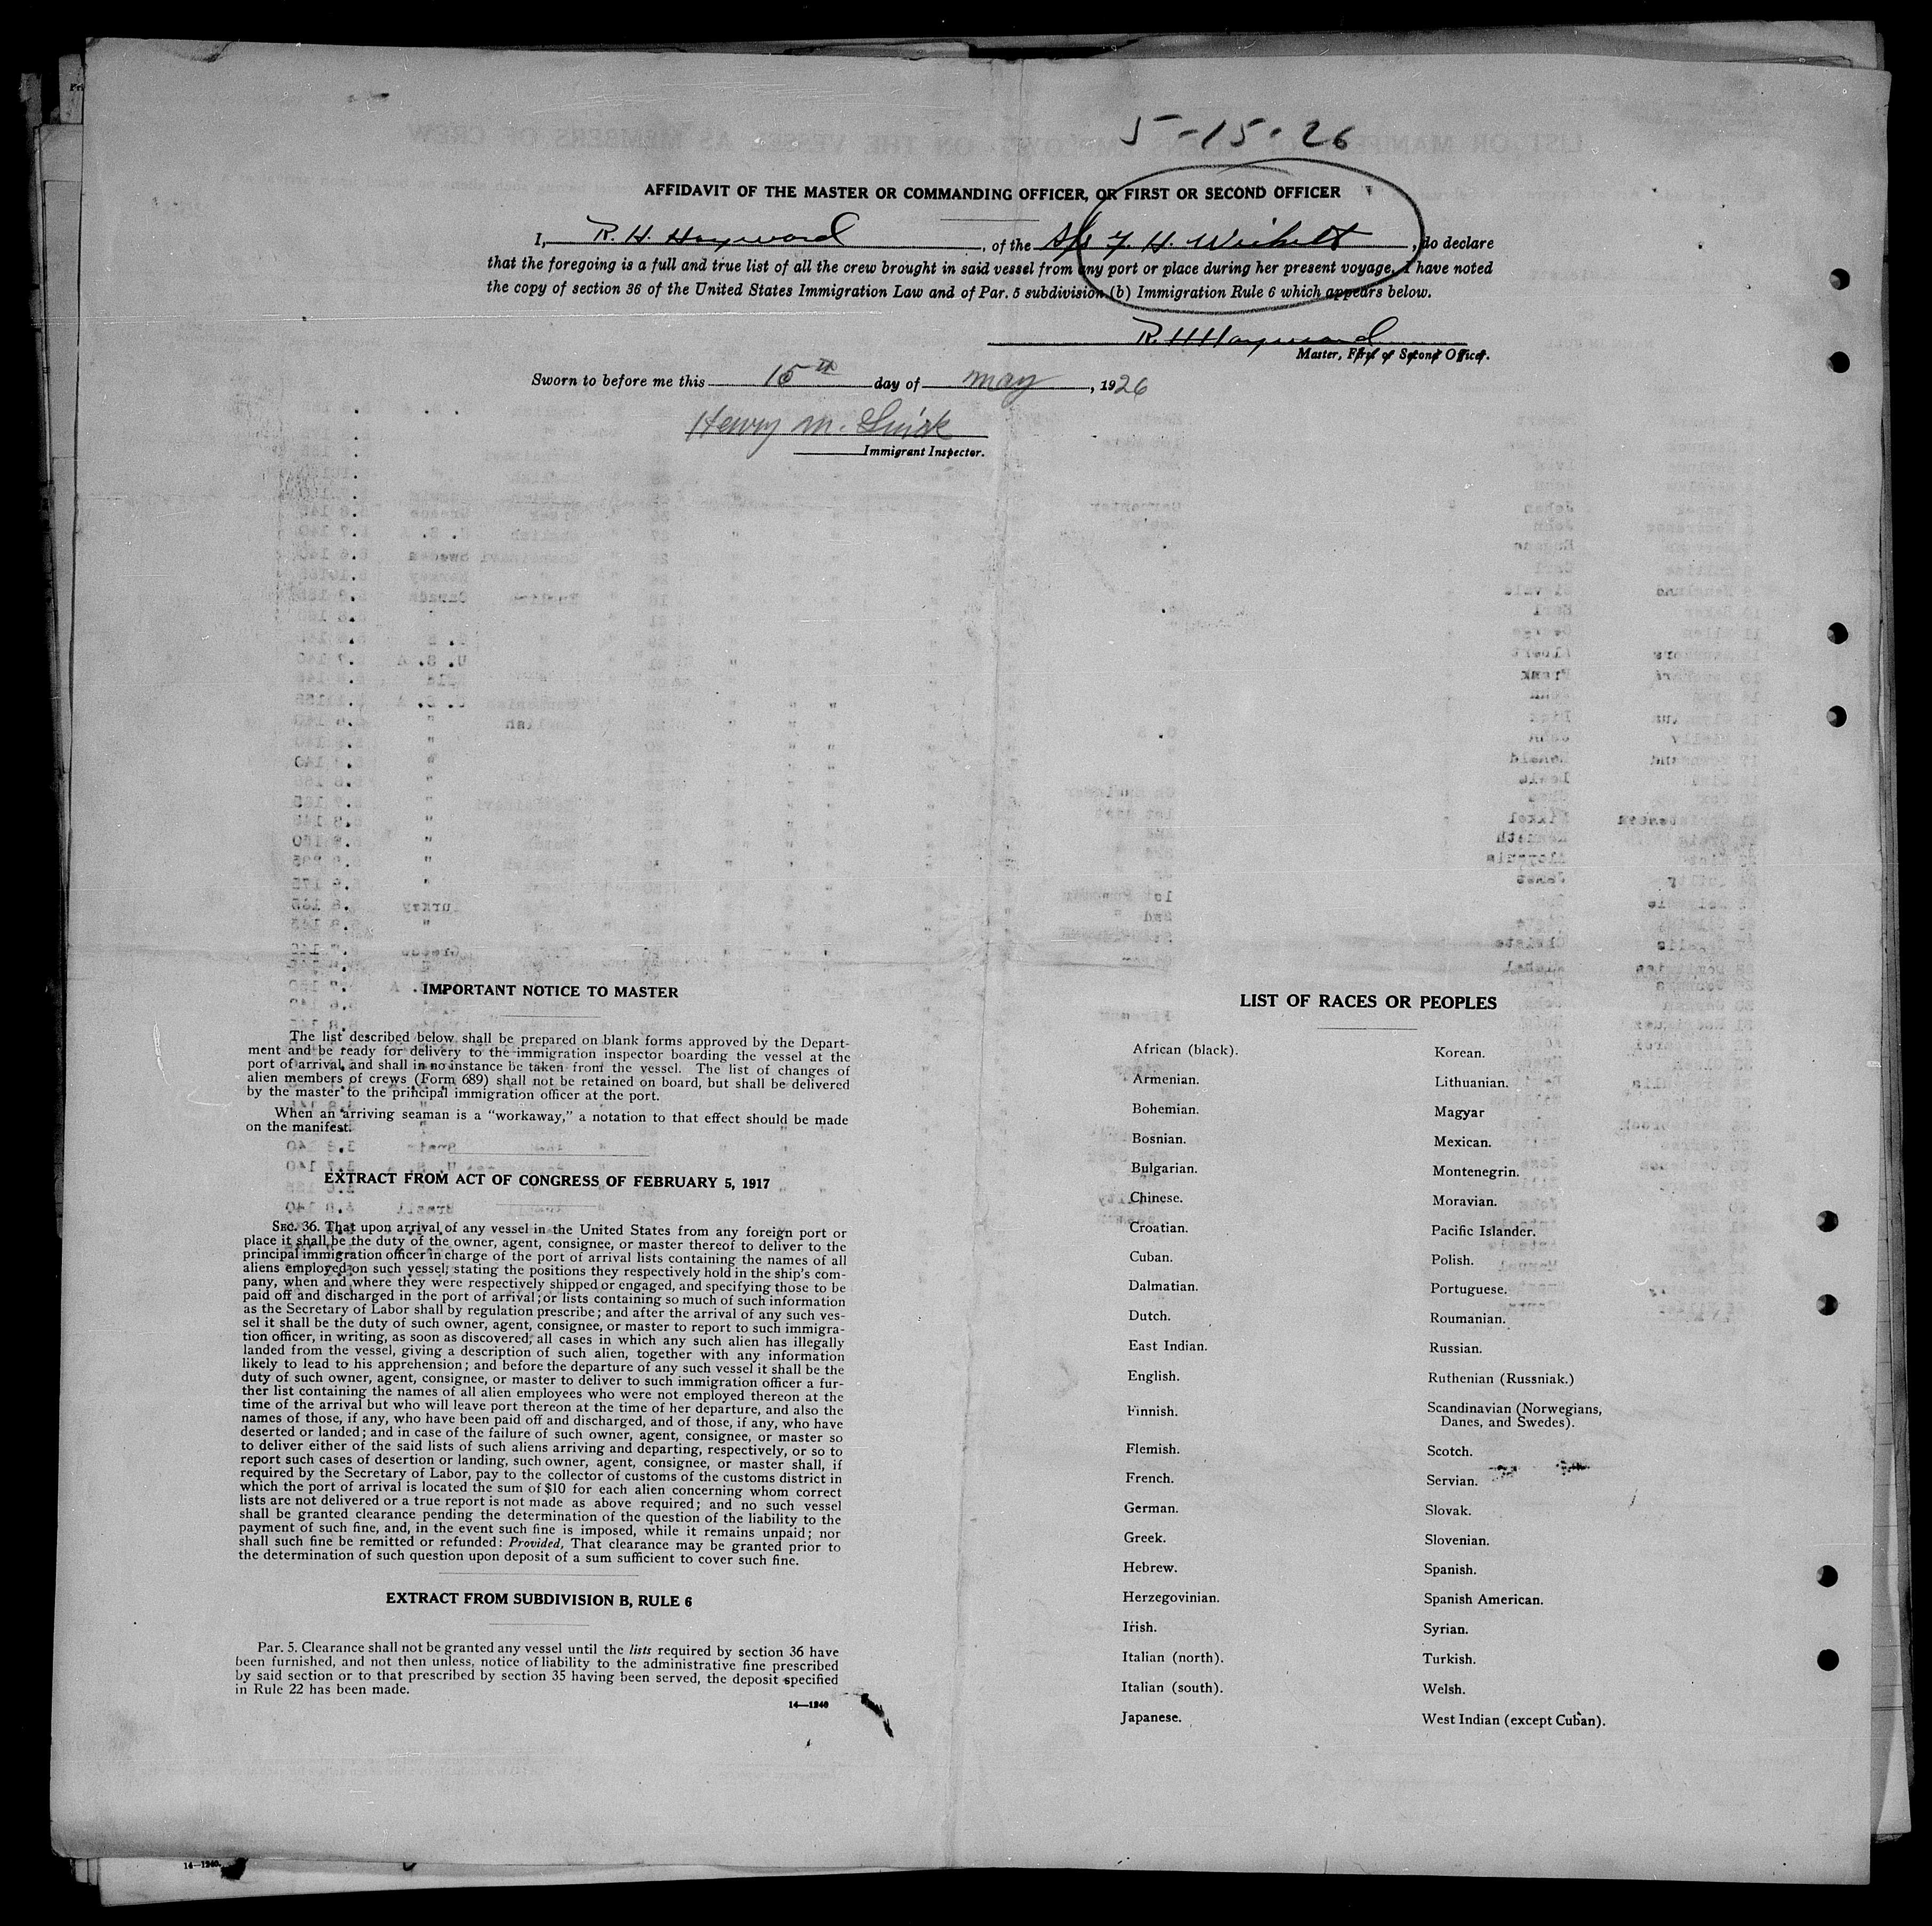 5-15-26
AFFIDAVIT OF THE MASTER OR COMMANDING OFFICER, OR FIRST OR SECOND OFFICER
I, R. H. Hayward, of the S/S F. H. Wickett, do declare
that the foregoing is a full and true list of all the crew brought in said vessel from any port or place during her present voyage. I have noted
the copy of section 36 of the United States Immigration Law and of Par. 5 subdivision (b) Immigration Rule 6 which appears below.
R. H Hayward
Master, First or Second Officer.
Sworn to before me this 15th day of may, 1926
Henry M.
Immigrant Inspector.
IMPORTANT NOTICE TO MASTER
The list described below shall be prepared on blank forms approved by the Depart-
ment and be ready for delivery to the immigration inspector boarding the vessel at the
port of arrival, and shall in no instance be taken from the vessel. The list of changes of
alien members of crews (Form 689) shall not be retained on board, but shall be delivered
by the master to the principal immigration officer at the port.
When an arriving seaman is a "workaway," a notation to that effect should be made
on the manifest.
EXTRACT FROM ACT OF CONGRESS OF FEBRUARY 5, 1917
SEC. 36. That upon arrival of any vessel in the United States from any foreign port or
place it shall be the duty of the owner, agent, consignee, or master thereof to deliver to the
principal immigration officer in charge of the port of arrival lists containing the names of all
aliens employed on such vessel, stating the positions they respectively hold in the ship's com-
pany, when and where they were respectively shipped or engaged, and specifying those to be
paid off and discharged in the port of arrival; or lists containing so much of such information
as the Secretary of Labor shall by regulation prescribe; and after the arrival of any such ves-
sel it shall be the duty of such owner, agent, consignee, or master to report to such immigra-
tion officer, in writing, as soon as discovered, all cases in which any such alien has illegally
landed from the vessel, giving a description of such alien, together with any information
likely to lead to his apprehension; and before the departure of any such vessel it shall be the
duty of such owner, agent, consignee, or master to deliver to such immigration officer a fur-
ther list containing the names of all alien employees who were not employed thereon at the
time of the arrival but who will leave port thereon at the time of her departure, and also the
names of those, if any, who have been paid off and discharged, and of those, if any, who have
deserted or landed; and in case of the failure of such owner, agent, consignee, or master so
to deliver either of the said lists of such aliens arriving and departing, respectively, or so to
report such cases of desertion or landing, such owner, agent, consignee, or master shall, if
required by the Secretary of Labor, pay to the collector of customs of the customs district in
which the port of arrival is located the sum of $10 for each alien concerning whom correct
lists are not delivered or a true report is not made as above required; and no such vessel
shall be granted clearance pending the determination of the question of the liability to the
payment of such fine, and, in the event such fine is imposed, while it remains unpaid; nor
shall such fine be remitted or refunded: Provided, That clearance may be granted prior to
the determination of such question upon deposit of a sum sufficient to cover such fine.
EXTRACT FROM SUBDIVISION B, RULE 6
Par. 5. Clearance shall not be granted any vessel until the lists required by section 36 have
been furnished, and not then unless, notice of liability to the administrative fine prescribed
by said section or to that prescribed by section 35 having been served, the deposit specified
in Rule 22 has been made.
14—1240
LIST OF RACES OR PEOPLES
African (black).
Armenian.
Bohemian.
Bosnian.
Bulgarian.
Chinese.
Croatian.
Cuban.
Dalmatian.
Dutch.
East Indian.
English.
Finnish.
Flemish.
French.
German.
Greek.
Hebrew.
Herzegovinian.
Irish.
Italian (north).
Italian (south).
Japanese.
Korean.
Lithuanian.
Magyar
Mexican.
Montenegrin.
Moravian.
Pacific Islander.
Polish.
Portuguese.
Roumanian.
Russian.
Ruthenian (Russniak.)
Scandinavian (Norwegians,
Danes, and Swedes).
Scotch.
Servian.
Slovak.
Slovenian.
Spanish.
Spanish American.
Syrian.
Turkish.
Welsh.
West Indian (except Cuban).
14—1240.